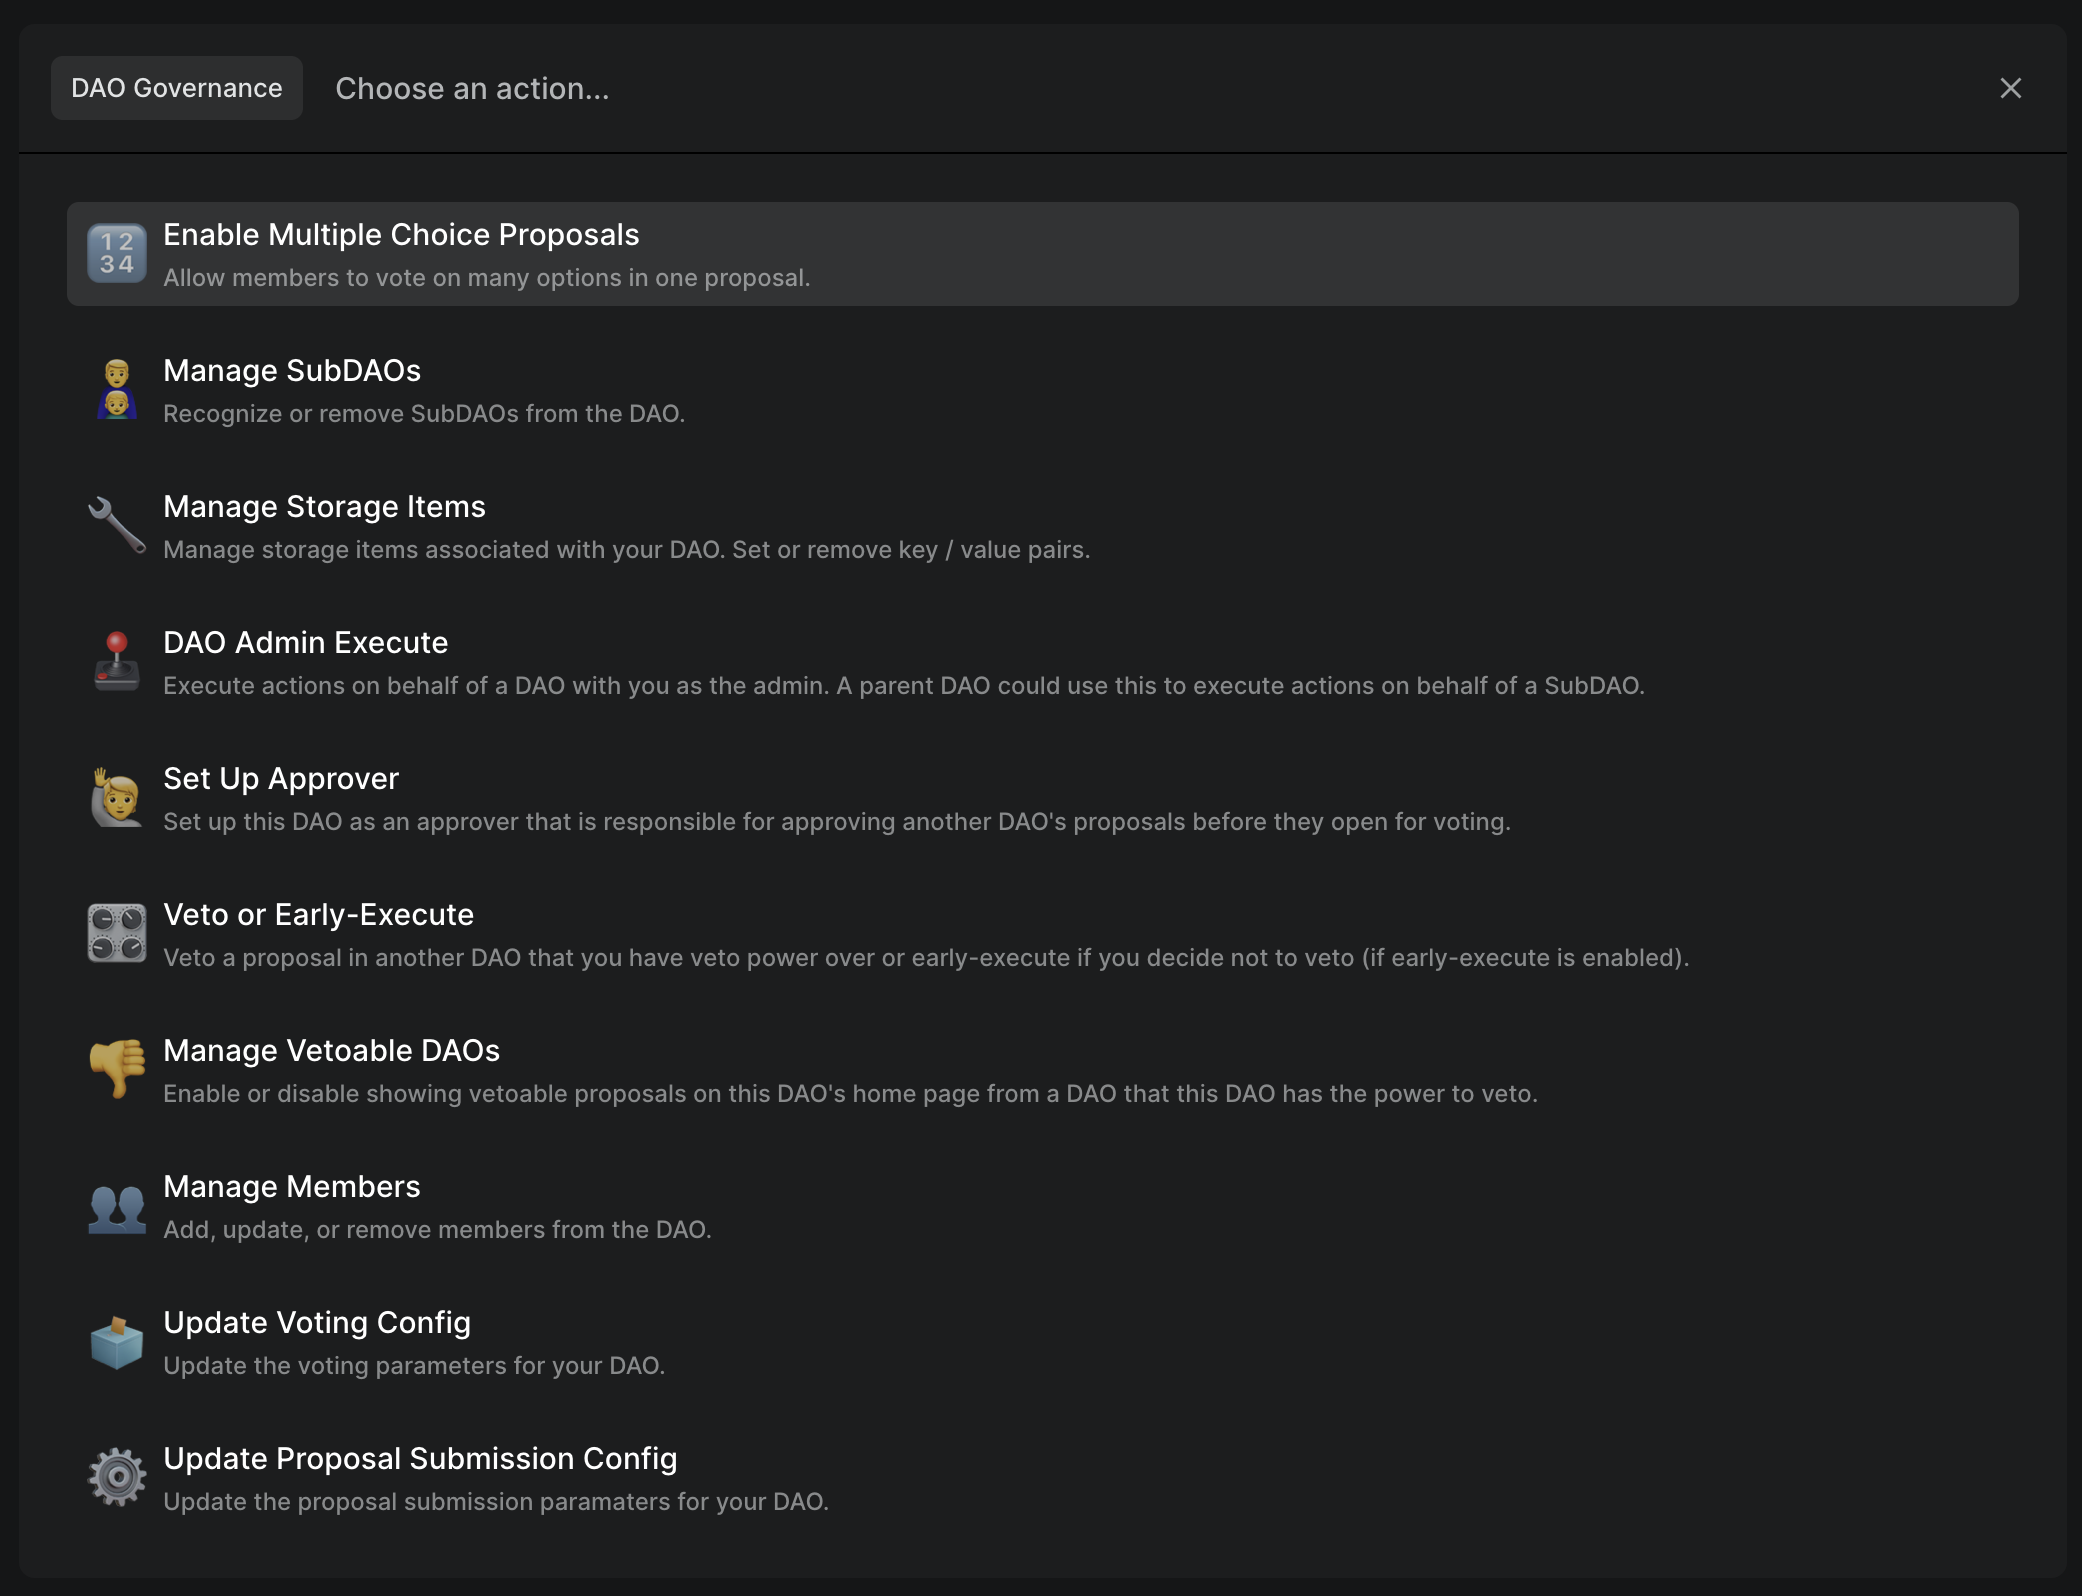 DAO Governance
Choose an action...
1 2
3 4
Enable Multiple Choice Proposals
Allow members to vote on many options in one proposal.
Manage SubDAOs
Recognize or remove SubDAOs from the DAO.
Manage Storage Items
Manage storage items associated with your DAO. Set or remove key / value pairs.
DAO Admin Execute
Execute actions on behalf of a DAO with you as the admin. A parent DAO could use this to execute actions on behalf of a SubDAO.
Set Up Approver
Set up this DAO as an approver that is responsible for approving another DAO's proposals before they open for voting.
Veto or Early-Execute
Veto a proposal in another DAO that you have veto power over or early-execute if you decide not to veto (if early-execute is enabled).
Manage Vetoable DAOs
Enable or disable showing vetoable proposals on this DAO's home page from a DAO that this DAO has the power to veto.
Manage Members
Add, update, or remove members from the DAO.
Update Voting Config
Update the voting parameters for your DAO.
Update Proposal Submission Config
Update the proposal submission paramaters for your DAO.